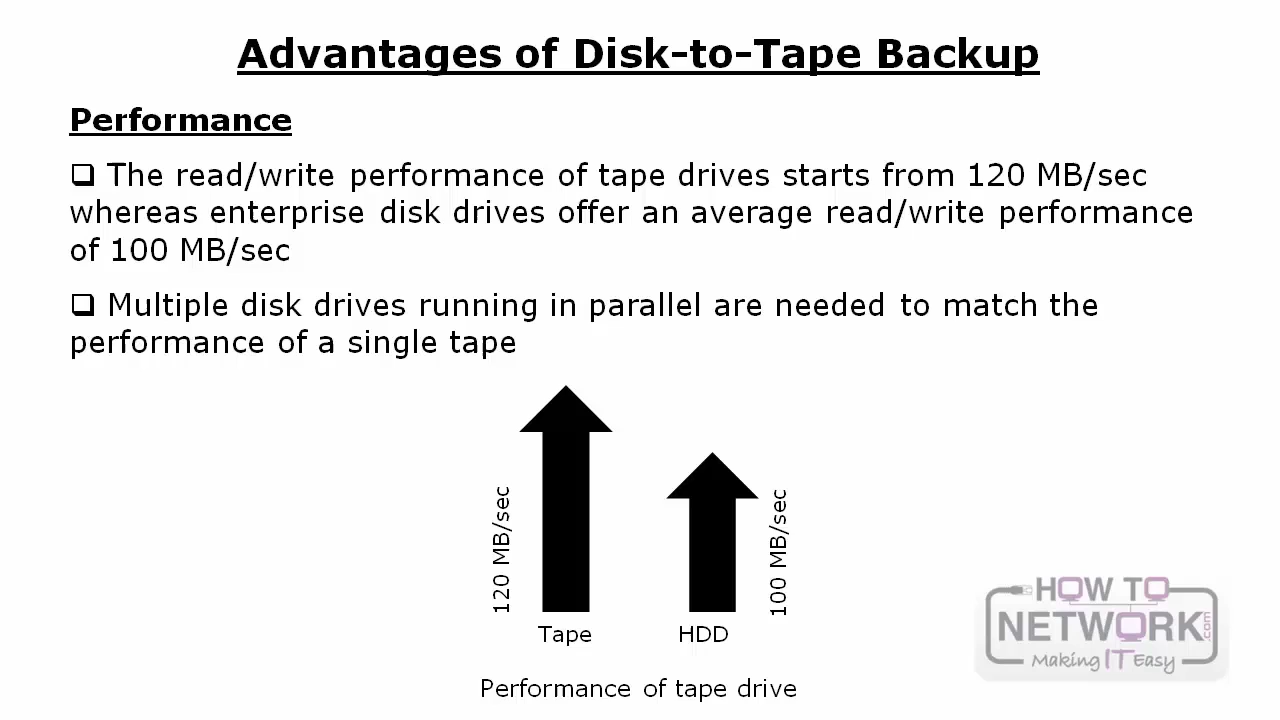 Advantages of Disk-to-Tape Backup
Performance
❑ The read/write performance of tape drives starts from 120 MB/sec
whereas enterprise disk drives offer an average read/write performance
of 100 MB/sec
❑ Multiple disk drives running in parallel are needed to match the
performance of a single tape
120 MB/sec
100 MB/sec
Tape
HDD
HOW TO
NETWORK.com
Making IT Easy
Performance of tape drive